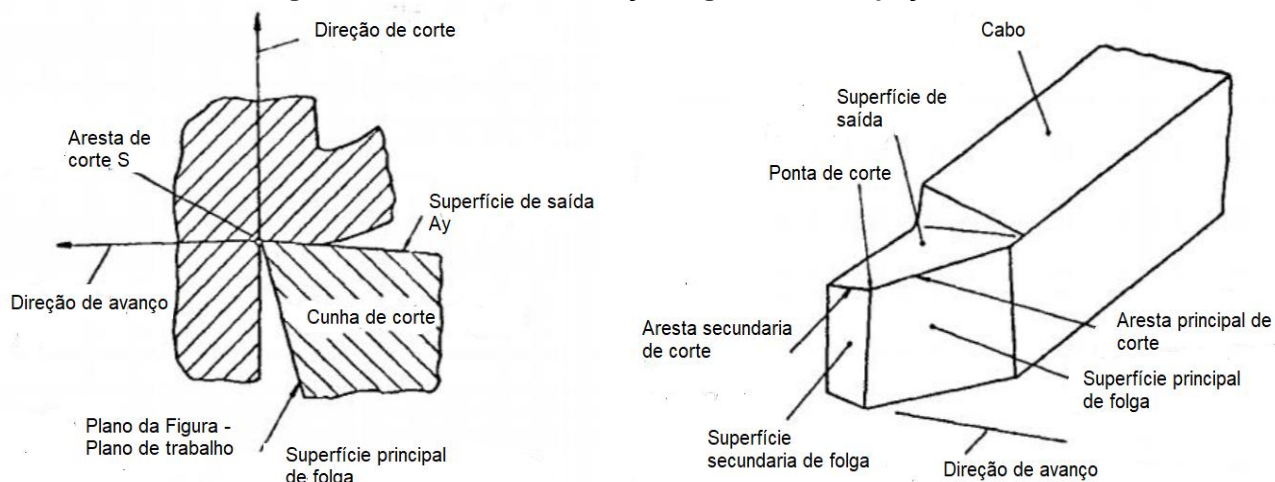 Direção de corte
Aresta de
corte S
Superfície de saída
Ay
Direção de avanço
Cunha de corte
Plano da Figura -
Plano de trabalho
Superfície principal
de folga
Cabo
Superfície de
saída
Ponta de corte
Aresta secundaria
de corte
Aresta principal de
corte
Superfície principal
de folga
Superfície
secundaria de folga
Direção de avanço